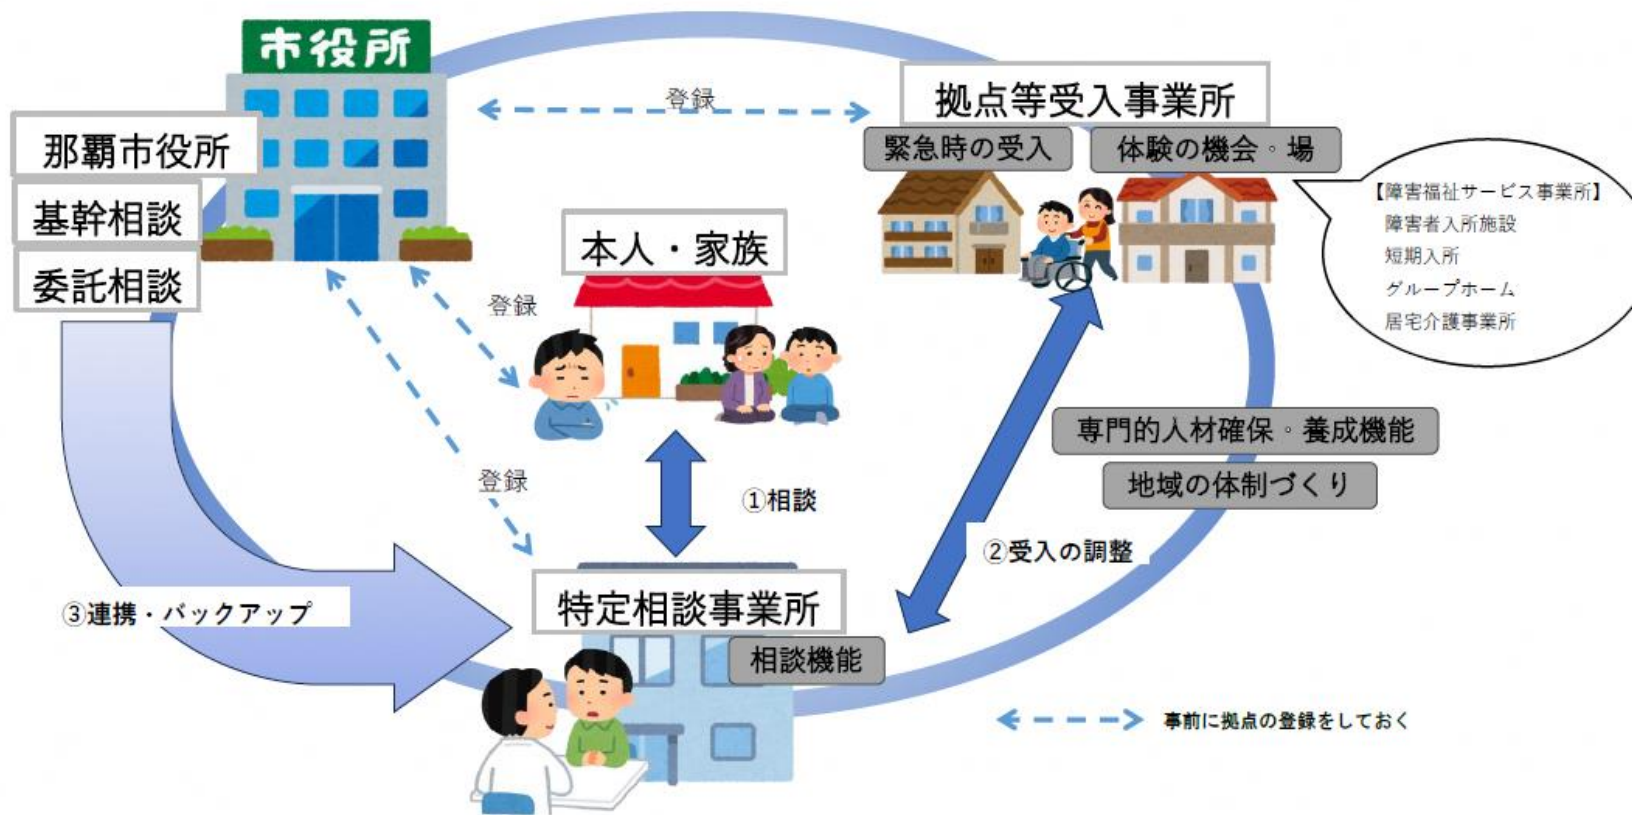 市役所
那覇市役所
基幹相談
委託相談
登録
拠点等受入事業所
緊急時の受入
体験の機会・場
【障害福祉サービス事業所】
障害者入所施設
短期入所
グループホーム
居宅介護事業所
本人・家族
登録
登録
①相談
専門的人材確保・養成機能
地域の体制づくり
②受入の調整
③連携・バックアップ
特定相談事業所
相談機能
事前に拠点の登録をしておく